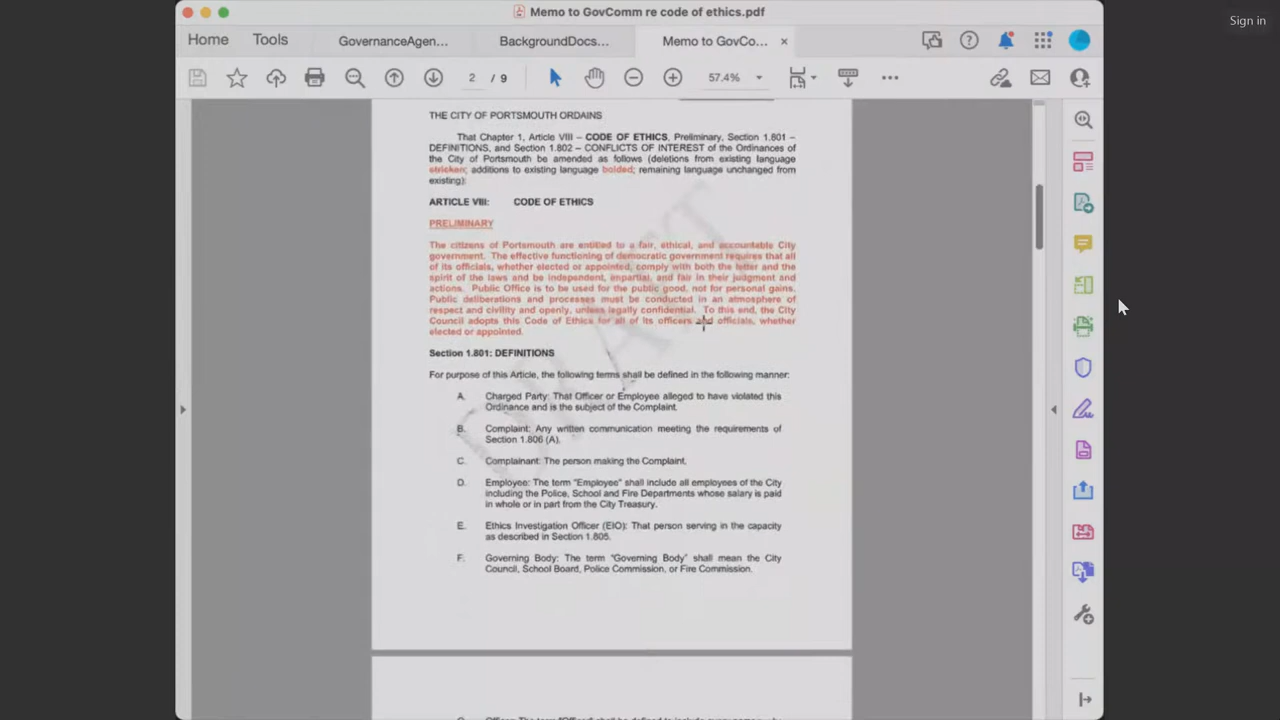 Memo to GovComm re code of ethics.pdf
Sign in
Home Tools GovernanceAgen... BackgroundDocs... Memo to GovCo... ×
2 / 9 57.4%
THE CITY OF PORTSMOUTH ORDAINS
That Chapter 1, Article VIII – CODE OF ETHICS, Preliminary, Section 1.801 –
DEFINITIONS, and Section 1.802 – CONFLICTS OF INTEREST of the Ordinances of
the City of Portsmouth be amended as follows (deletions from existing language
stricken; additions to existing language bolded; remaining language unchanged from
existing):
ARTICLE VIII: CODE OF ETHICS
PRELIMINARY
The citizens of Portsmouth are entitled to a fair, ethical, and accountable City
government. The effective functioning of democratic government requires that all
of its officials, whether elected or appointed, comply with both the letter and the
spirit of the laws and be independent, impartial, and fair in their judgment and
actions. Public Office is to be used for the public good, not for personal gains.
Public deliberations and processes must be conducted in an atmosphere of
respect and civility and openly, unless legally confidential. To this end, the City
Council adopts this Code of Ethics for all of its officers and officials, whether
elected or appointed.
Section 1.801: DEFINITIONS
For purpose of this Article, the following terms shall be defined in the following manner:
A. Charged Party: That Officer or Employee alleged to have violated this
Ordinance and is the subject of the Complaint.
B. Complaint: Any written communication meeting the requirements of
Section 1.806 (A).
C. Complainant: The person making the Complaint.
D. Employee: The term "Employee" shall include all employees of the City
including the Police, School and Fire Departments whose salary is paid
in whole or in part from the City Treasury.
E. Ethics Investigation Officer (EIO): That person serving in the capacity
as described in Section 1.805.
F. Governing Body: The term "Governing Body" shall mean the City
Council, School Board, Police Commission, or Fire Commission.
DRAFT